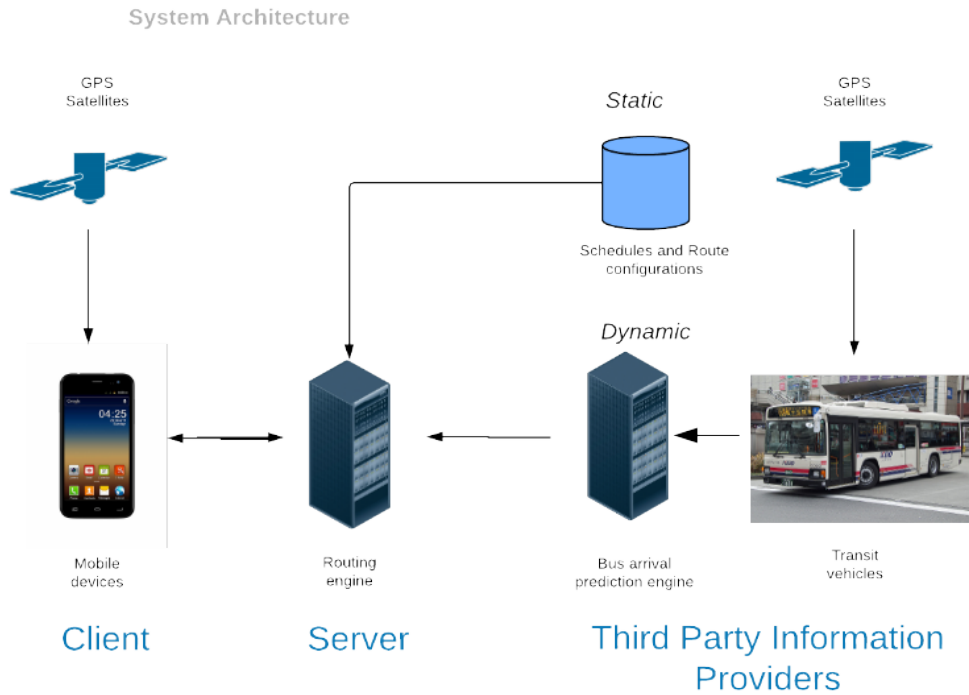 System Architecture
GPS
Satellites
Static
GPS
Satellites
Schedules and Route
configurations
Dynamic
Google
04:25
Mobile
devices
Routing
engine
Bus arrival
prediction engine
Transit
vehicles
Client
Server
Third Party Information
Providers